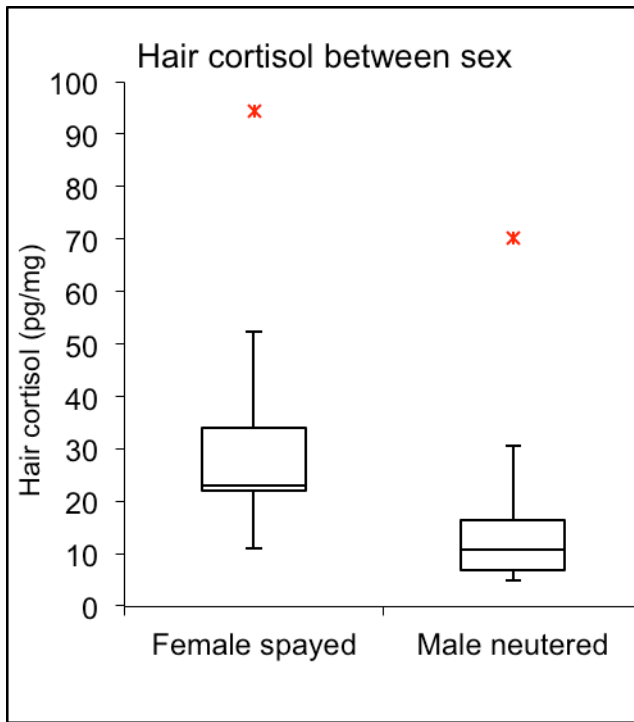 Hair cortisol between sex
100
90
80
70
60
50
40
30
20
10
0
Hair cortisol (pg/mg)
Female spayed
Male neutered